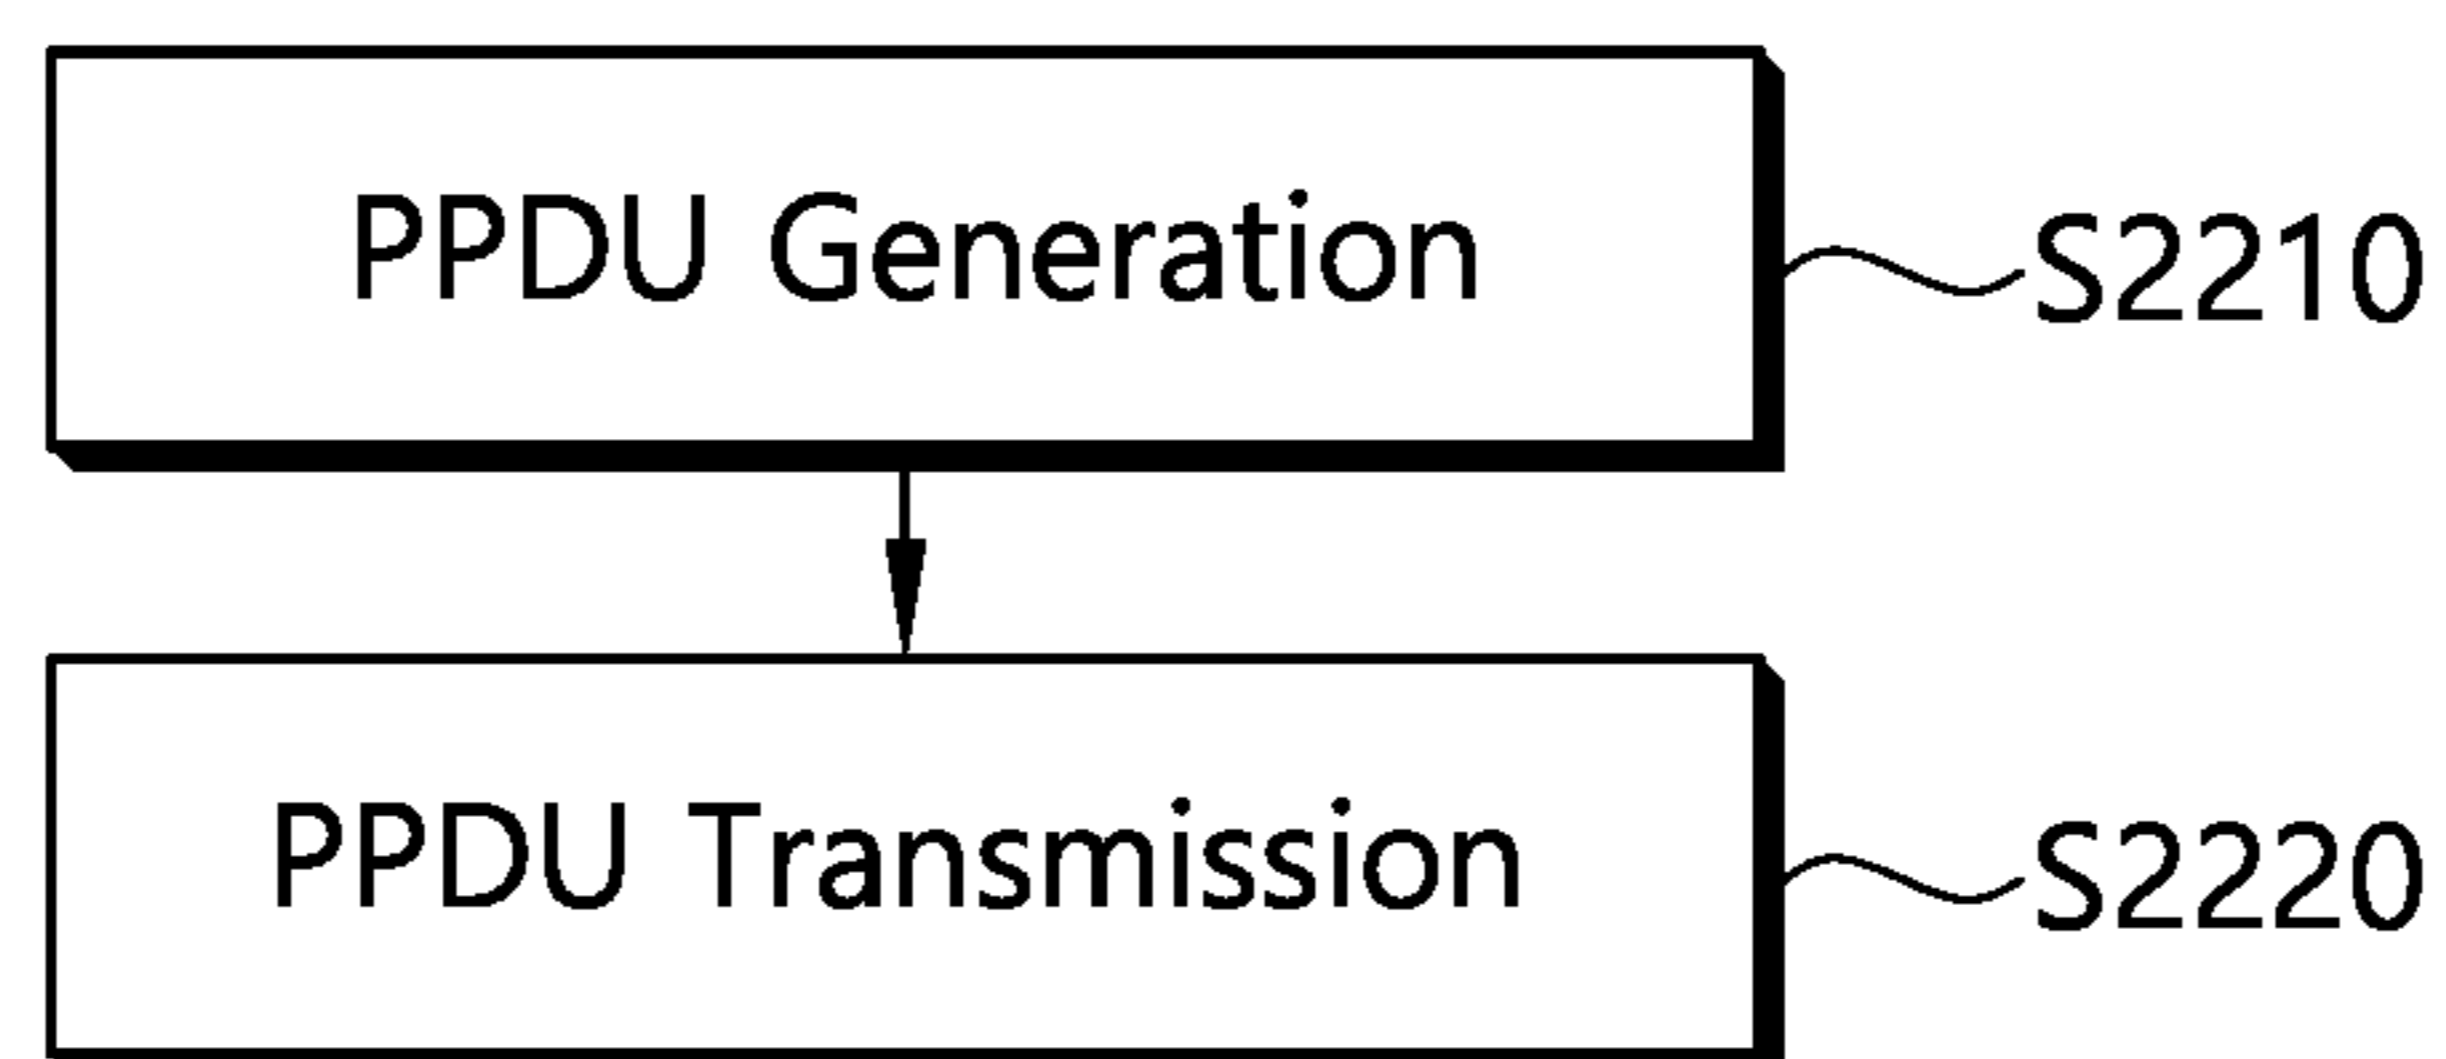 PPDU Generation
S2210
PPDU Transmission
S2220